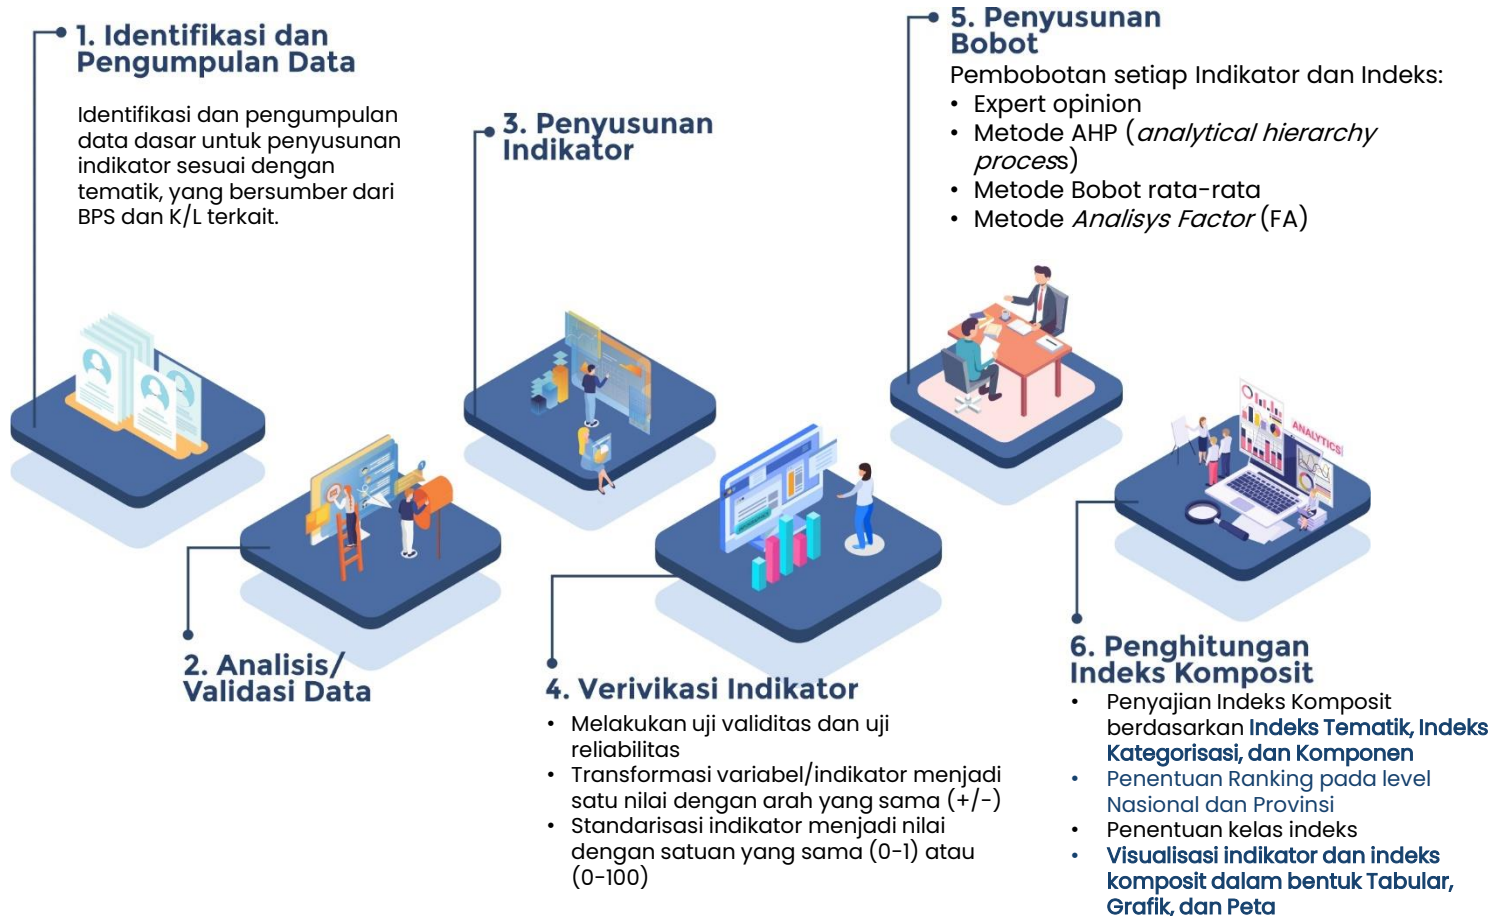 1. Identifikasi dan
Pengumpulan Data
Identifikasi dan pengumpulan
data dasar untuk penyusunan
indikator sesuai dengan
tematik, yang bersumber dari
BPS dan K/L terkait.
2. Analisis/
Validasi Data
3. Penyusunan
Indikator
4. Verivikasi Indikator
• Melakukan uji validitas dan uji
reliabilitas
• Transformasi variabel/indikator menjadi
satu nilai dengan arah yang sama (+/-)
• Standarisasi indikator menjadi nilai
dengan satuan yang sama (0-1) atau
(0-100)
5. Penyusunan
Bobot
Pembobotan setiap Indikator dan Indeks:
• Expert opinion
• Metode AHP (analytical hierarchy
process)
• Metode Bobot rata-rata
• Metode Analisys Factor (FA)
ANALYTICS
6. Penghitungan
Indeks Komposit
• Penyajian Indeks Komposit
berdasarkan Indeks Tematik, Indeks
Kategorisasi, dan Komponen
• Penentuan Ranking pada level
Nasional dan Provinsi
• Penentuan kelas indeks
• Visualisasi indikator dan indeks
komposit dalam bentuk Tabular,
Grafik, dan Peta